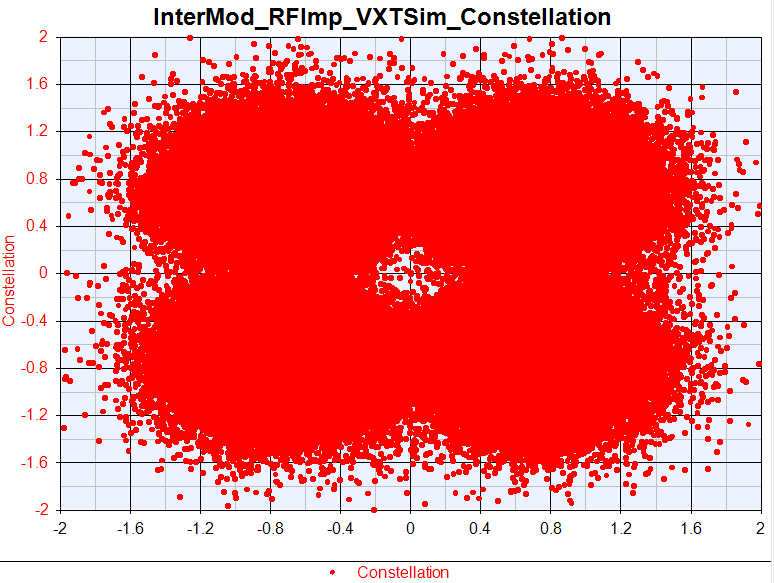 InterMod_RFImp_VXTSim_Constellation
2
1.6
1.2
0.8
0.4
0
-0.4
-0.8
-1.2
-1.6
-2
Constellation
-2 -1.6 -1.2 -0.8 -0.4 0 0.4 0.8 1.2 1.6 2
Constellation